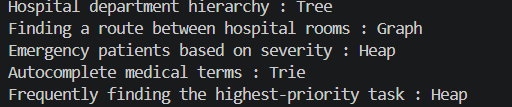 Hospital department hierarchy : Tree
Finding a route between hospital rooms : Graph
Emergency patients based on severity : Heap
Autocomplete medical terms : Trie
Frequently finding the highest-priority task : Heap